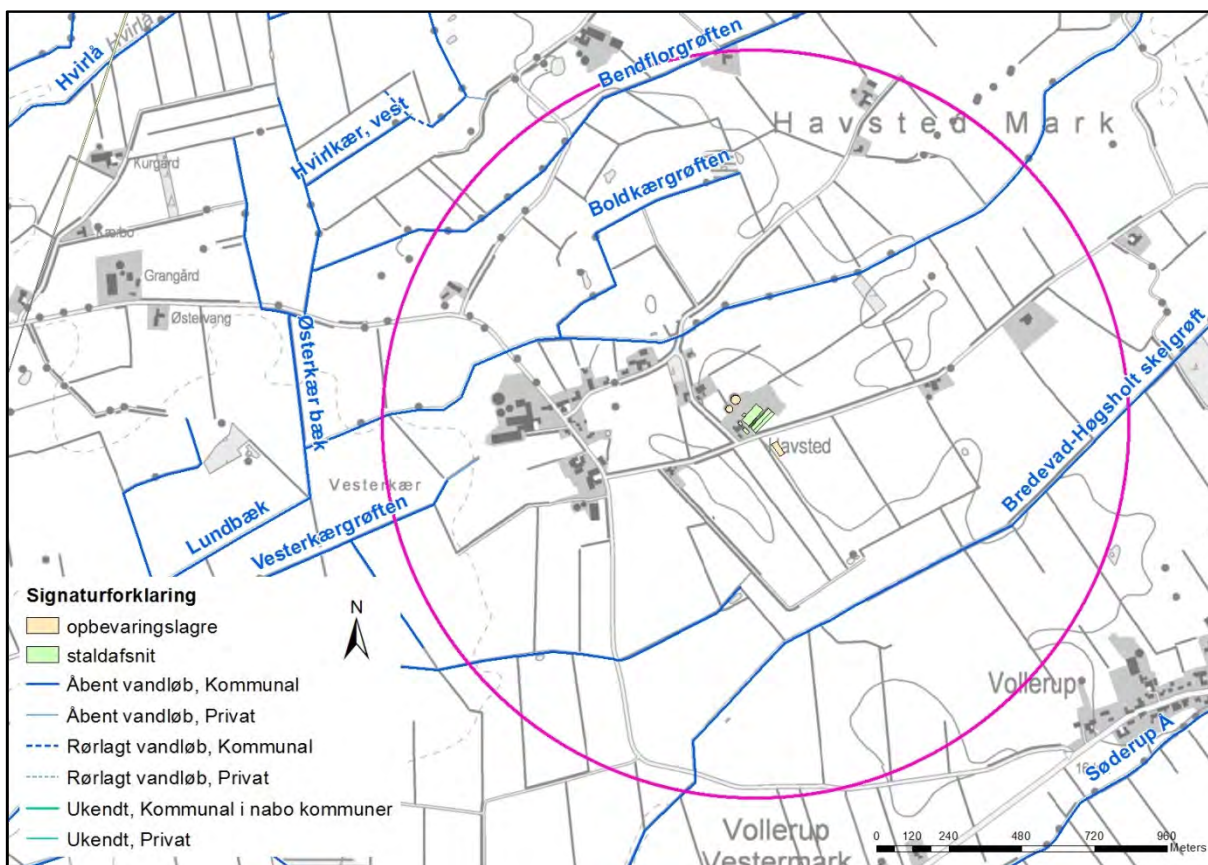 Hvirlå
Hvirlå
Bendflorgrøften
Havsted Mark
Hvirlkær, vest
Kurgård
Boldkærgrøften
Kærbo
Grangård
Østervang
Østerkær bæk
Bredevad-Høgsholt skelgrøft
Havsted
Vesterkær
Lundbæk
Vesterkærgrøften
Signaturforklaring
N
opbevaringslagre
staldafsnit
Åbent vandløb, Kommunal
Åbent vandløb, Privat
Rørlagt vandløb, Kommunal
Rørlagt vandløb, Privat
Ukendt, Kommunal i nabo kommuner
Ukendt, Privat
Vollerup
Søderup Å
Vollerup
Vestermark
0 120 240 480 720 960
Meters